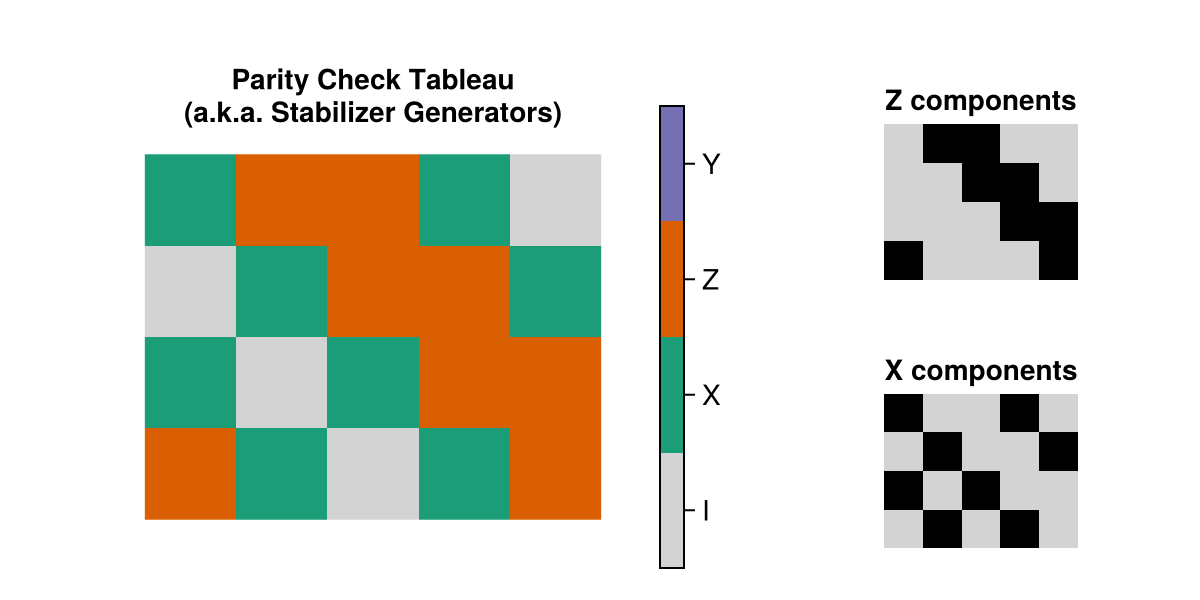 Parity Check Tableau
(a.k.a. Stabilizer Generators)
Y
Z
X
I
Z components
X components